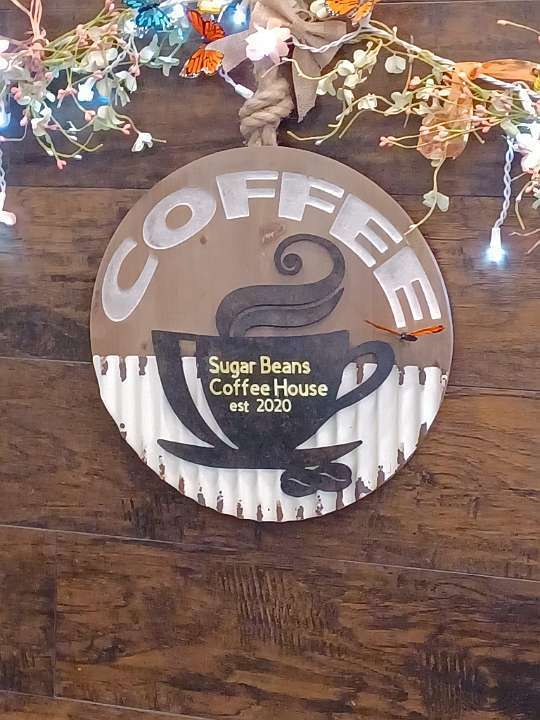 COFFEE
Sugar Beans
Coffee House
est 2020